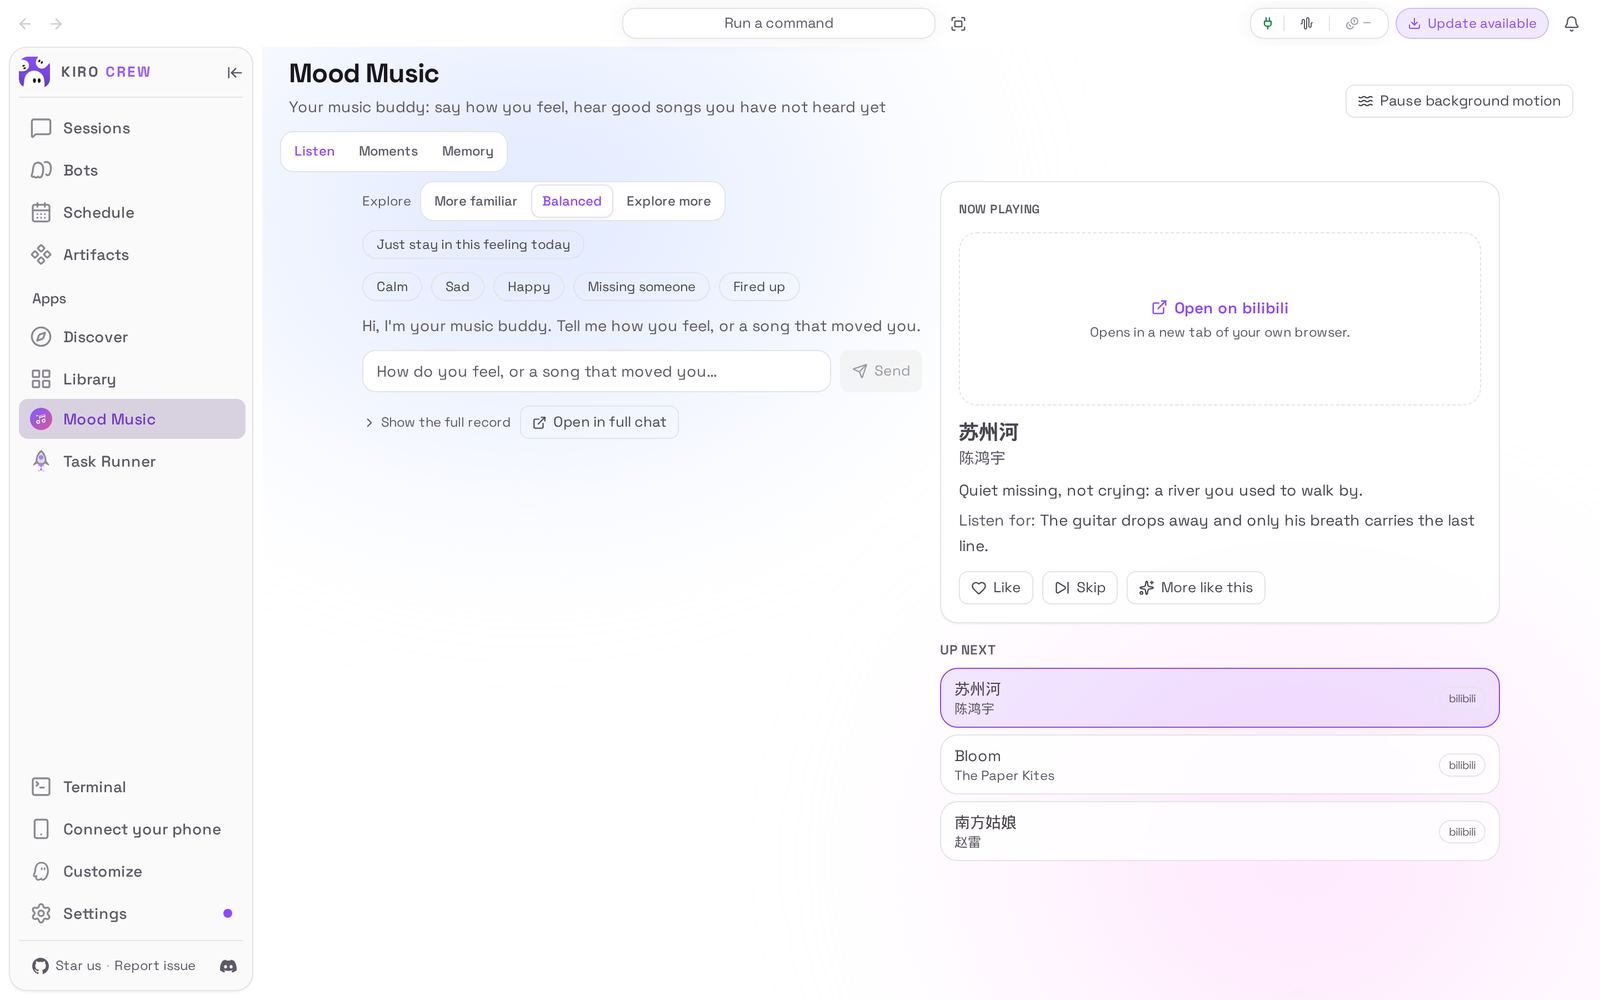 Run a command
Update available
KIRO CREW
Sessions
Bots
Schedule
Artifacts
Apps
Discover
Library
Mood Music
Task Runner
Terminal
Connect your phone
Customize
Settings
Star us · Report issue
Mood Music
Your music buddy: say how you feel, hear good songs you have not heard yet
Pause background motion
Listen Moments Memory
Explore More familiar Balanced Explore more
Just stay in this feeling today
Calm Sad Happy Missing someone Fired up
Hi, I'm your music buddy. Tell me how you feel, or a song that moved you.
How do you feel, or a song that moved you...
Send
Show the full record
Open in full chat
NOW PLAYING
Open on bilibili
Opens in a new tab of your own browser.
苏州河
陈鸿宇
Quiet missing, not crying: a river you used to walk by.
Listen for: The guitar drops away and only his breath carries the last
line.
Like Skip More like this
UP NEXT
苏州河
陈鸿宇
bilibili
Bloom
The Paper Kites
bilibili
南方姑娘
赵雷
bilibili